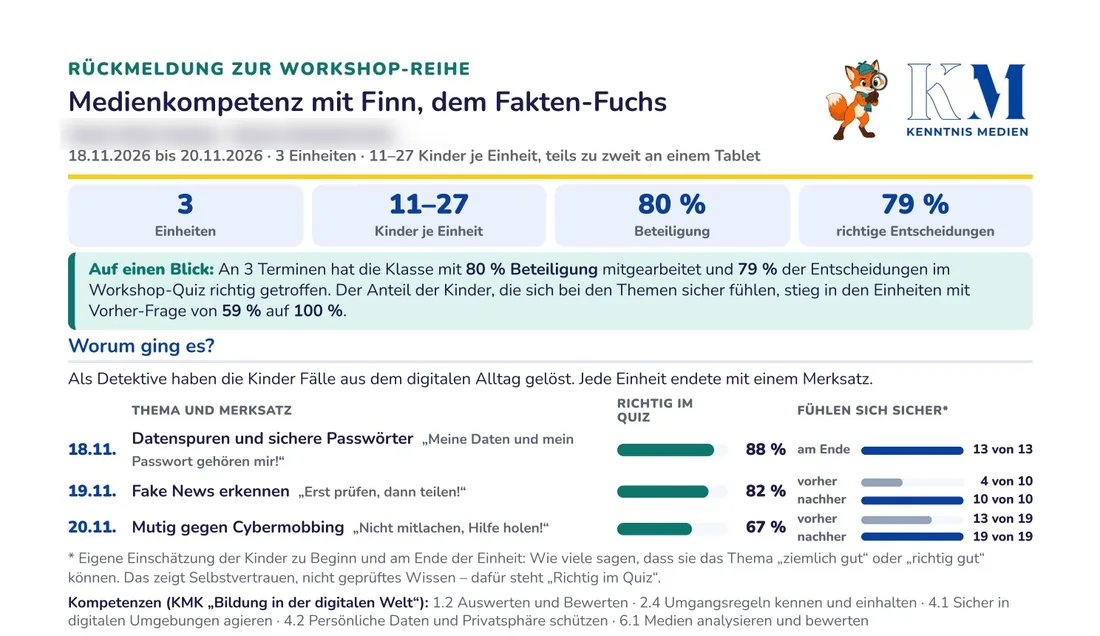 RÜCKMELDUNG ZUR WORKSHOP-REIHE
Medienkompetenz mit Finn, dem Fakten-Fuchs
KM
KENNTNIS MEDIEN
18.11.2026 bis 20.11.2026 · 3 Einheiten · 11–27 Kinder je Einheit, teils zu zweit an einem Tablet
3
Einheiten
11–27
Kinder je Einheit
80 %
Beteiligung
79 %
richtige Entscheidungen
Auf einen Blick: An 3 Terminen hat die Klasse mit 80 % Beteiligung mitgearbeitet und 79 % der Entscheidungen im
Workshop-Quiz richtig getroffen. Der Anteil der Kinder, die sich bei den Themen sicher fühlen, stieg in den Einheiten mit
Vorher-Frage von 59 % auf 100 %.
Worum ging es?
Als Detektive haben die Kinder Fälle aus dem digitalen Alltag gelöst. Jede Einheit endete mit einem Merksatz.
THEMA UND MERKSATZ
RICHTIG IM
QUIZ
FÜHLEN SICH SICHER*
18.11.
Datenspuren und sichere Passwörter „Meine Daten und mein
Passwort gehören mir!“
88 %
am Ende 13 von 13
19.11.
Fake News erkennen „Erst prüfen, dann teilen!“
82 %
vorher 4 von 10
nachher 10 von 10
20.11.
Mutig gegen Cybermobbing „Nicht mitlachen, Hilfe holen!“
67 %
vorher 13 von 19
nachher 19 von 19
* Eigene Einschätzung der Kinder zu Beginn und am Ende der Einheit: Wie viele sagen, dass sie das Thema „ziemlich gut“ oder „richtig gut“
können. Das zeigt Selbstvertrauen, nicht geprüftes Wissen – dafür steht „Richtig im Quiz“.
Kompetenzen (KMK „Bildung in der digitalen Welt“): 1.2 Auswerten und Bewerten · 2.4 Umgangsregeln kennen und einhalten · 4.1 Sicher in
digitalen Umgebungen agieren · 4.2 Persönliche Daten und Privatsphäre schützen · 6.1 Medien analysieren und bewerten